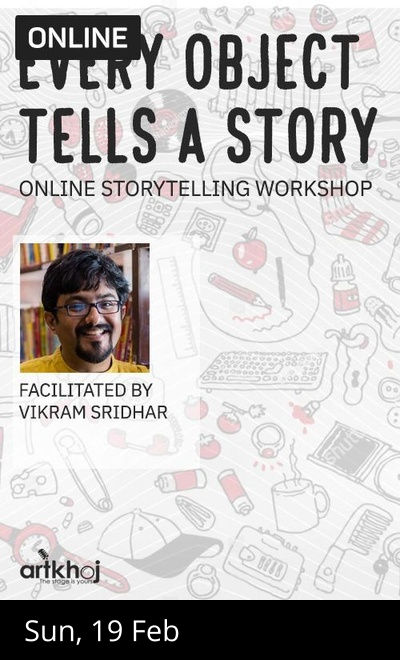 ONLINE
EVERY OBJECT
TELLS A STORY
ONLINE STORYTELLING WORKSHOP
FACILITATED BY
VIKRAM SRIDHAR
artkhoj
The stage is yours
Sun, 19 Feb